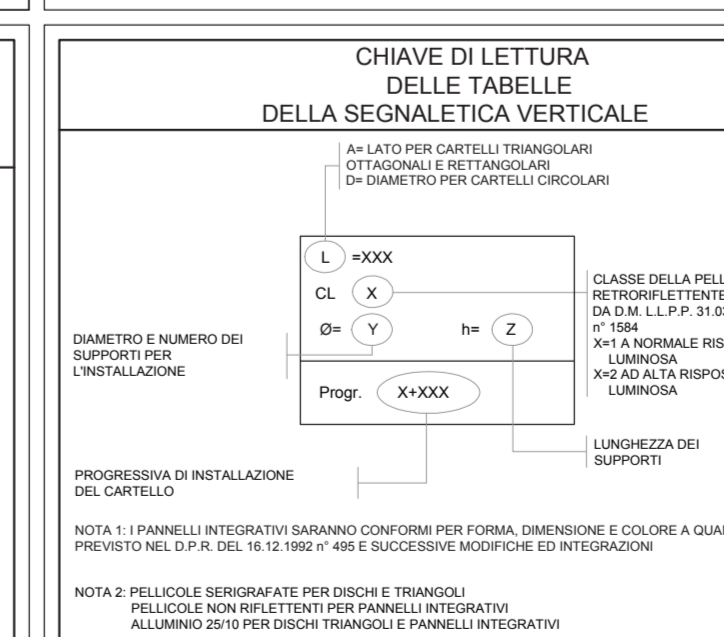 CHIAVE DI LETTURA
DELLE TABELLE
DELLA SEGNALETICA VERTICALE
A= LATO PER CARTELLI TRIANGOLARI
OTTAGONALI E RETTANGOLARI
D= DIAMETRO PER CARTELLI CIRCOLARI
L =XXX
CL X
Ø= Y h= Z
Progr. X+XXX
CLASSE DELLA
RETRORIFLETTENTE
DA D.M. L.L.P.P.
n° 1584
X=1 A NORMALE
LUMINOSA
X=2 AD ALTA
LUMINOSA
DIAMETRO E NUMERO DEI
SUPPORTI PER
L'INSTALLAZIONE
LUNGHEZZA DEI
SUPPORTI
PROGRESSIVA DI INSTALLAZIONE
DEL CARTELLO
NOTA 1: I PANNELLI INTEGRATIVI SARANNO CONFORMI PER FORMA, DIMENSIONE E COLORE A
PREVISTO NEL D.P.R. DEL 16.12.1992 n° 495 E SUCCESSIVE MODIFICHE ED INTEGRAZIONI
NOTA 2: PELLICOLE SERIGRAFATE PER DISCHI E TRIANGOLI
PELLICOLE NON RIFLETTENTI PER PANNELLI INTEGRATIVI
ALLUMINIO 25/10 PER DISCHI TRIANGOLI E PANNELLI INTEGRATIVI